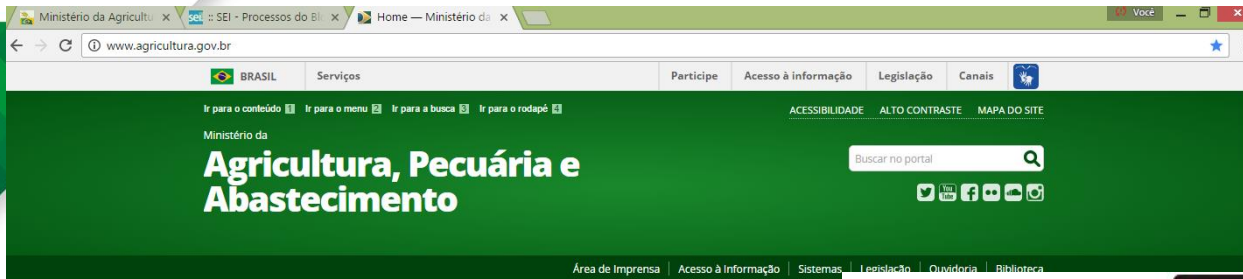 Ministério da Agricultu
sei :: SEI - Processos do Bl
Home — Ministério da
Você
www.agricultura.gov.br
BRASIL Serviços Participe Acesso à informação Legislação Canais
Ir para o conteúdo 1 Ir para o menu 2 Ir para a busca 3 Ir para o rodapé 4 ACESSIBILIDADE ALTO CONTRASTE MAPA DO SITE
Ministério da
Agricultura, Pecuária e
Abastecimento
Buscar no portal
You Tube
Área de Imprensa Acesso à Informação Sistemas Legislação Ouvidoria Biblioteca